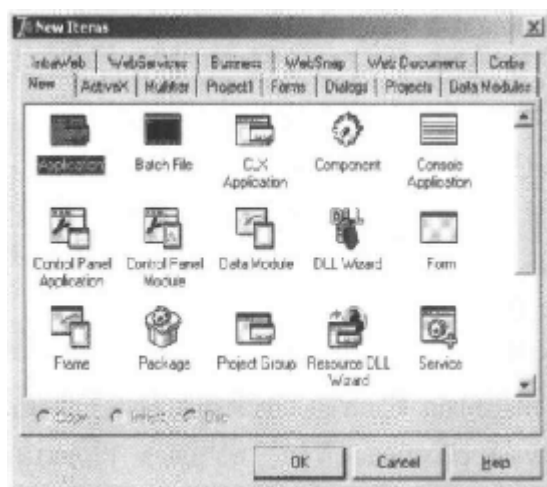 New Items
IntraWeb WebServices Business WebSnap Web Documents Corba
New ActiveX Multitier Project1 Forms Dialogs Projects Data Modules
Application Batch File CLX Application Component Console Application
Control Panel Application Control Panel Module Data Module DLL Wizard Form
Frame Package Project Group Resource DLL Wizard Service
Copy Inherit Use
OK Cancel Help